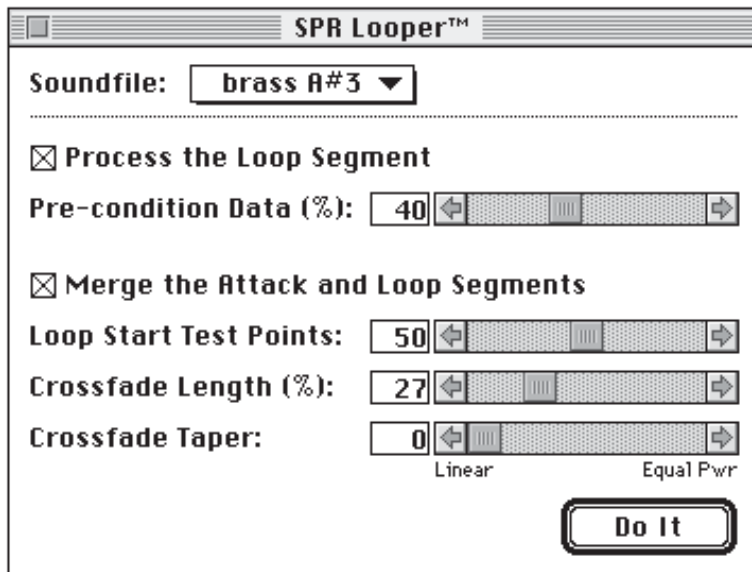 SPR Looper™
Soundfile: brass A#3
Process the Loop Segment
Pre-condition Data (%): 40
Merge the Attack and Loop Segments
Loop Start Test Points: 50
Crossfade Length (%): 27
Crossfade Taper: 0
Linear Equal Pwr
Do It